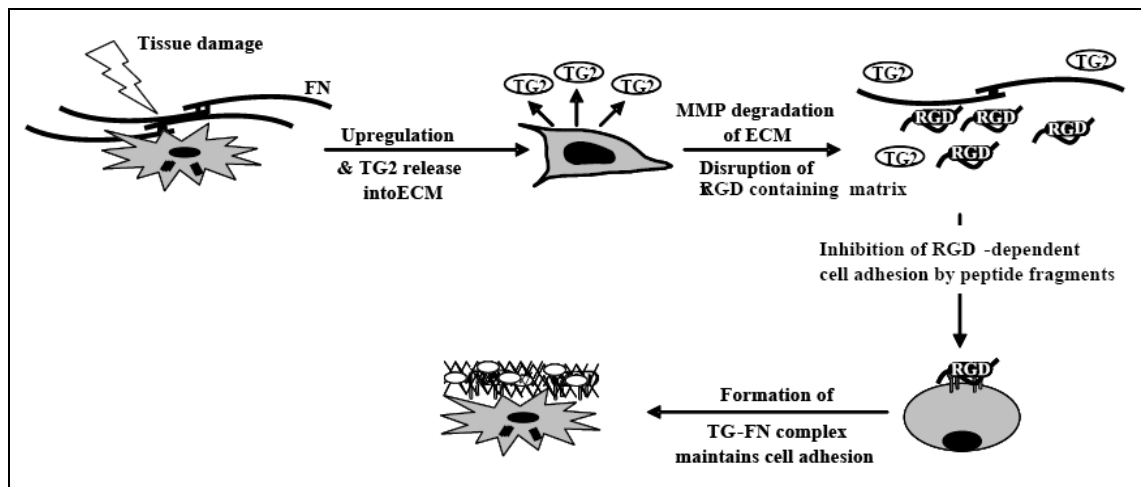 Tissue damage
FN
Upregulation
& TG2 release
intoECM
TG2
TG2
TG2
MMP degradation
of ECM
Disruption of
RGD containing matrix
TG2
TG2
RGD
RGD
RGD
RGD
TG2
Inhibition of RGD -dependent
cell adhesion by peptide fragments
RGD
Formation of
TG-FN complex
maintains cell adhesion